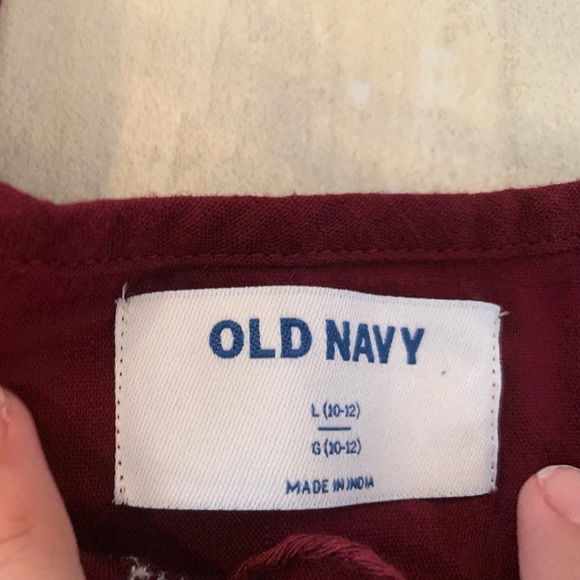 OLD NAVY
L (10-12)
G (10-12)
MADE IN INDIA